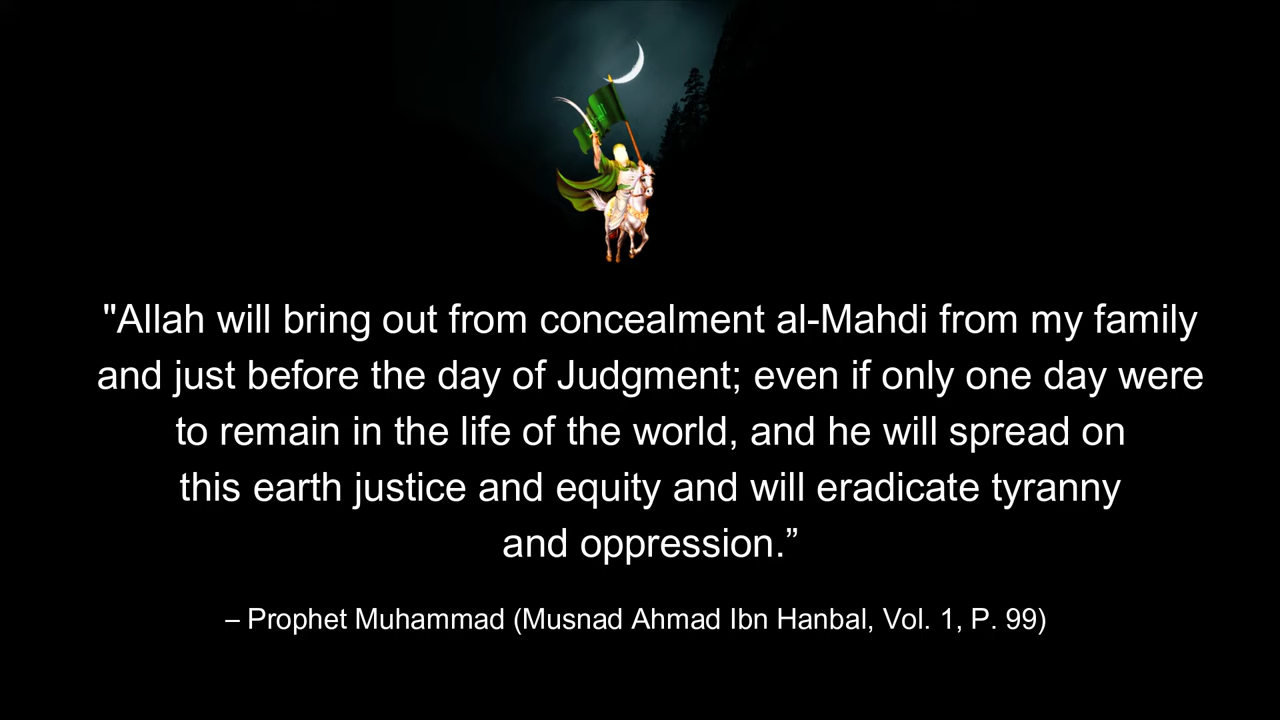 "Allah will bring out from concealment al-Mahdi from my family
and just before the day of Judgment; even if only one day were
to remain in the life of the world, and he will spread on
this earth justice and equity and will eradicate tyranny
and oppression.”
– Prophet Muhammad (Musnad Ahmad Ibn Hanbal, Vol. 1, P. 99)